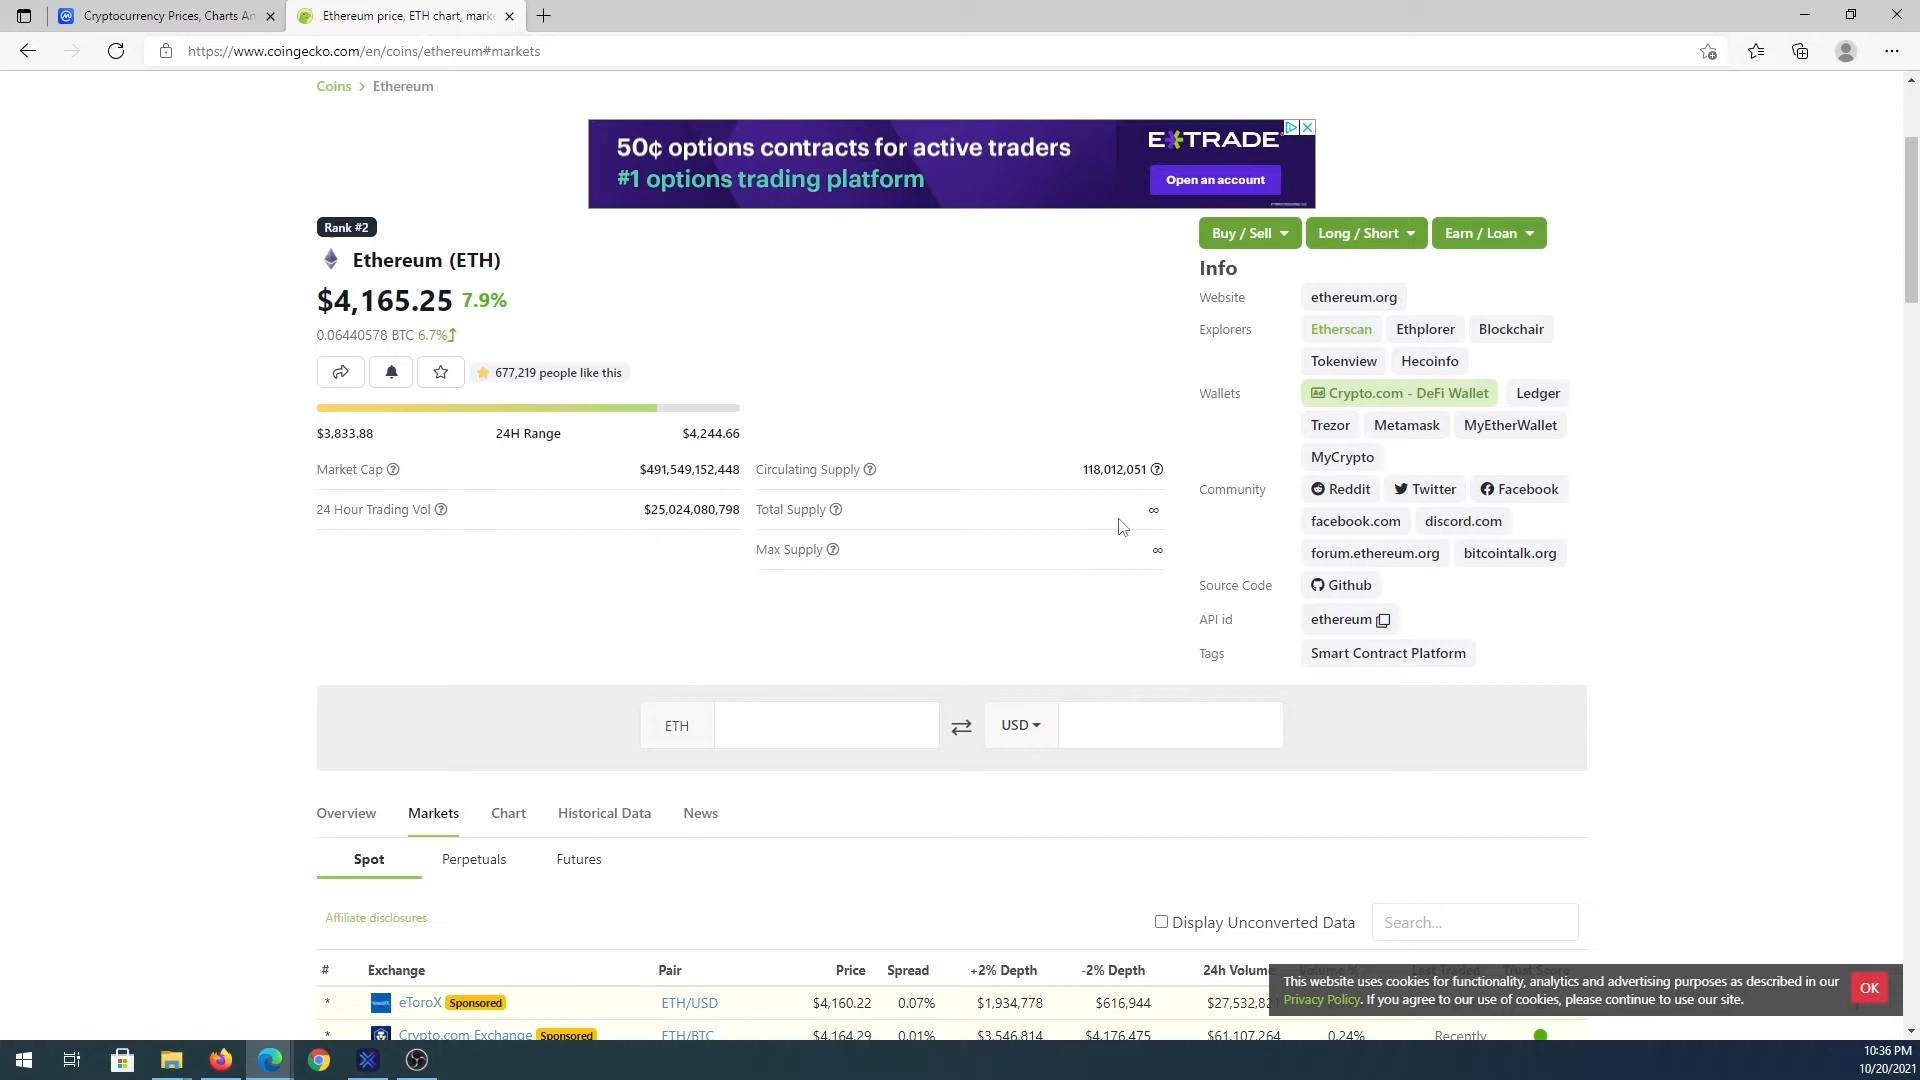 Cryptocurrency Prices, Charts An
Ethereum price, ETH chart, marke
https://www.coingecko.com/en/coins/ethereum#markets
Coins > Ethereum
50¢ options contracts for active traders
#1 options trading platform
E*TRADE
Open an account
Rank #2
Ethereum (ETH)
$4,165.25 7.9%
0.06440578 BTC 6.7%
677,219 people like this
$3,833.88 24H Range $4,244.66
Market Cap $491,549,152,448
24 Hour Trading Vol $25,024,080,798
Circulating Supply 118,012,051
Total Supply ∞
Max Supply ∞
Buy / Sell Long / Short Earn / Loan
Info
Website ethereum.org
Explorers Etherscan Ethplorer Blockchair
Tokenview Hecoinfo
Wallets Ad Crypto.com - DeFi Wallet Ledger
Trezor Metamask MyEtherWallet
MyCrypto
Community Reddit Twitter Facebook
facebook.com discord.com
forum.ethereum.org bitcointalk.org
Source Code Github
API id ethereum
Tags Smart Contract Platform
ETH USD
Overview Markets Chart Historical Data News
Spot Perpetuals Futures
Affiliate disclosures
Display Unconverted Data Search...
# Exchange Pair Price Spread +2% Depth -2% Depth 24h Volume
* eToroX Sponsored ETH/USD $4,160.22 0.07% $1,934,778 $616,944
* Crypto.com Exchange Sponsored ETH/BTC $4,164.29 0.01% $3,546,814 $4,176,475 $61,107,264 0.24% Recently
This website uses cookies for functionality, analytics and advertising purposes as described in our
Privacy Policy. If you agree to our use of cookies, please continue to use our site.
OK
10:36 PM
10/20/2021